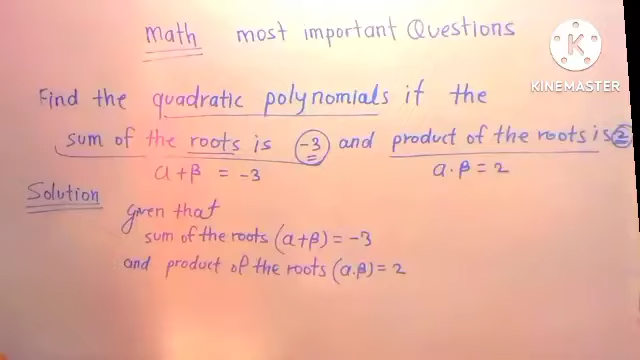 math most important Questions
K
KINEMASTER
Find the quadratic polynomials if the
sum of the roots is -3 and product of the roots is 2
α+β = -3
α.β = 2
Solution
given that
sum of the roots (α+β) = -3
and product of the roots (α.β) = 2